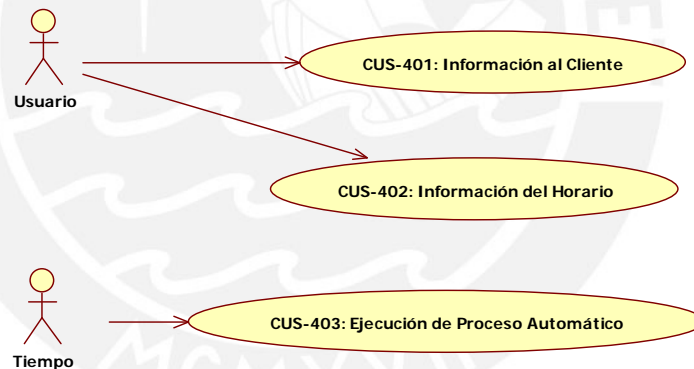 CUS-401: Información al Cliente
Usuario
CUS-402: Información del Horario
CUS-403: Ejecución de Proceso Automático
Tiempo